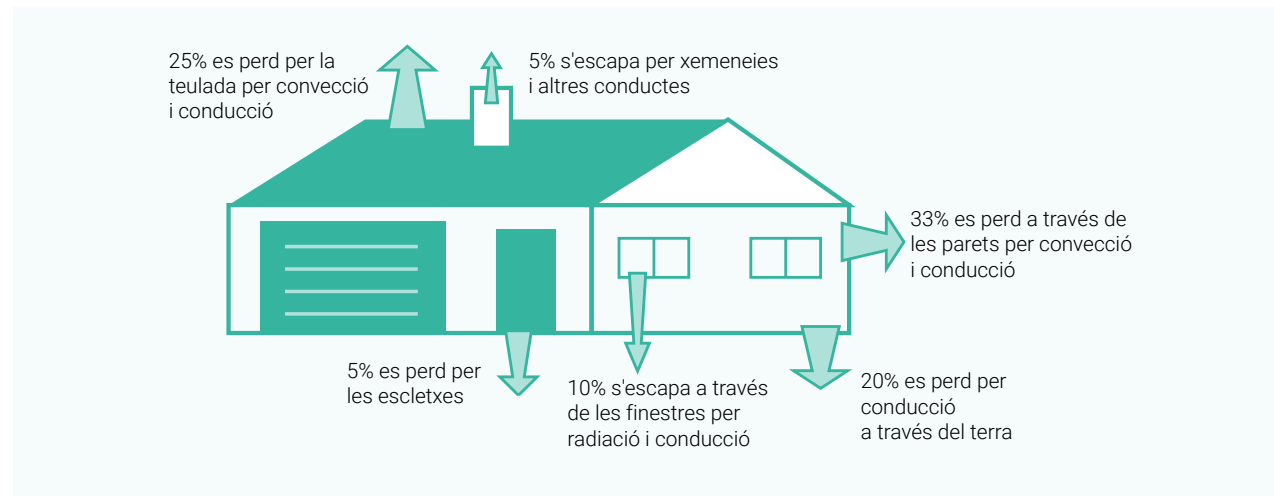 25% es perd per la
teulada per convecció
i conducció
5% s'escapa per xemeneies
i altres conductes
33% es perd a través de
les parets per convecció
i conducció
5% es perd per
les escletxes
10% s'escapa a través
de les finestres per
radiació i conducció
20% es perd per
conducció
a través del terra